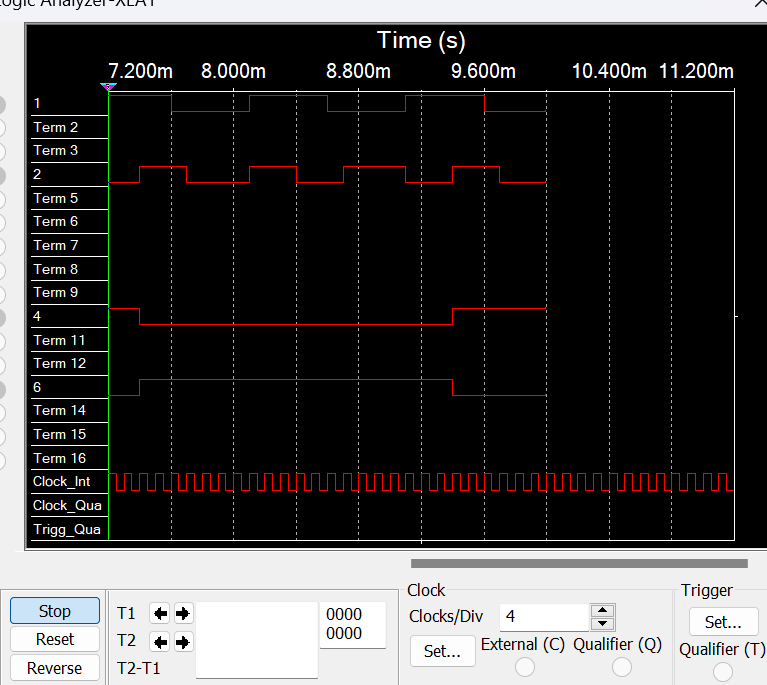 Logic Analyzer-XLA1
Time (s)
7.200m 8.000m 8.800m 9.600m 10.400m 11.200m
1
Term 2
Term 3
2
Term 5
Term 6
Term 7
Term 8
Term 9
4
Term 11
Term 12
6
Term 14
Term 15
Term 16
Clock_Int
Clock_Qua
Trigg_Qua
Stop
Reset
Reverse
T1
T2
T2-T1
0000
0000
Clock
Clocks/Div 4
Set...
External (C) Qualifier (Q)
Trigger
Set...
Qualifier (T)